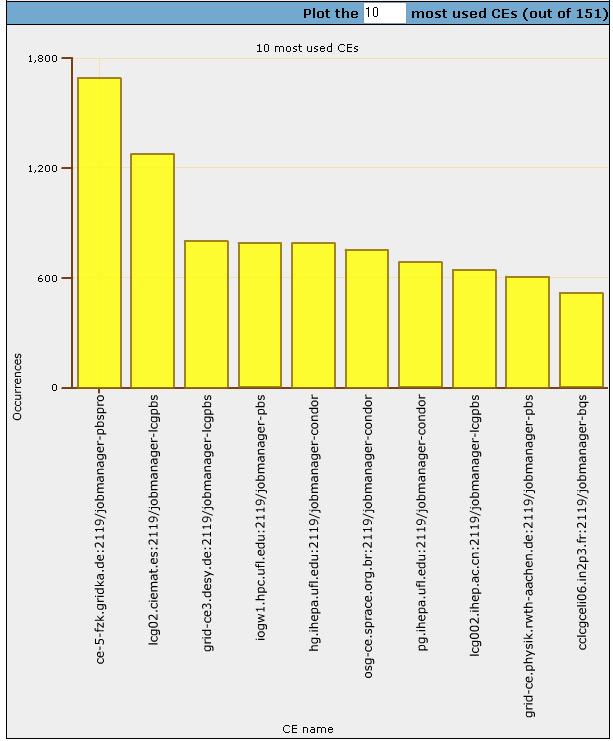 Plot the 10 most used CEs (out of 151)
10 most used CEs
1,800
1,200
600
0
Occurrences
ce-5-fzk.gridka.de:2119/jobmanager-pbspro
lcg02.ciemat.es:2119/jobmanager-lcgpbs
grid-ce3.desy.de:2119/jobmanager-lcgpbs
iogw1.hpc.ufl.edu:2119/jobmanager-pbs
hg.ihepa.ufl.edu:2119/jobmanager-condor
osg-ce.sprace.org.br:2119/jobmanager-condor
pg.ihepa.ufl.edu:2119/jobmanager-condor
lcg002.ihep.ac.cn:2119/jobmanager-lcgpbs
grid-ce.physik.rwth-aachen.de:2119/jobmanager-pbs
cclcgceli06.in2p3.fr:2119/jobmanager-bqs
CE name